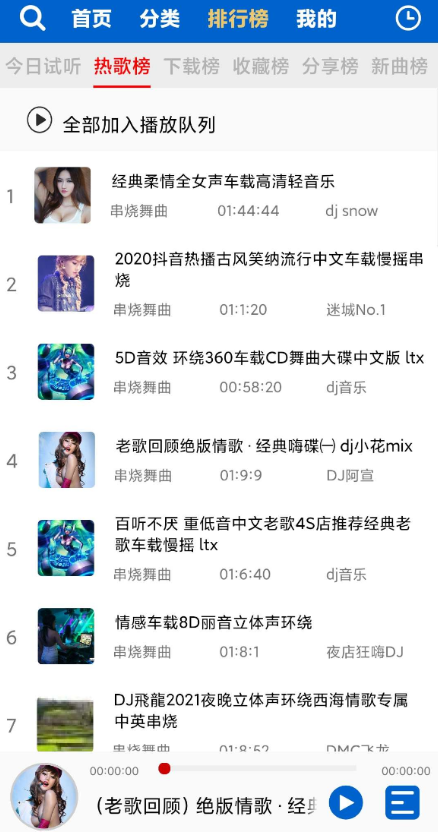 首页 分类 排行榜 我的
今日试听 热歌榜 下载榜 收藏榜 分享榜 新曲榜
全部加入播放队列
1
经典柔情全女声车载高清轻音乐
串烧舞曲 01:44:44 dj snow
2
2020抖音热播古风笑纳流行中文车载慢摇串
烧
串烧舞曲 01:1:20 迷城No.1
3
5D音效 环绕360车载CD舞曲大碟中文版 ltx
串烧舞曲 00:58:20 dj音乐
4
老歌回顾绝版情歌 · 经典嗨碟㈠ dj小花mix
串烧舞曲 01:9:9 DJ阿宣
5
百听不厌 重低音中文老歌4S店推荐经典老
歌车载慢摇 ltx
串烧舞曲 01:6:40 dj音乐
6
情感车载8D丽音立体声环绕
串烧舞曲 01:8:1 夜店狂嗨DJ
7
DJ飛龍2021夜晚立体声环绕西海情歌专属
中英串烧
串烧舞曲 01:8:52 DMC飞龙
00:00:00 00:00:00
(老歌回顾) 绝版情歌 · 经典